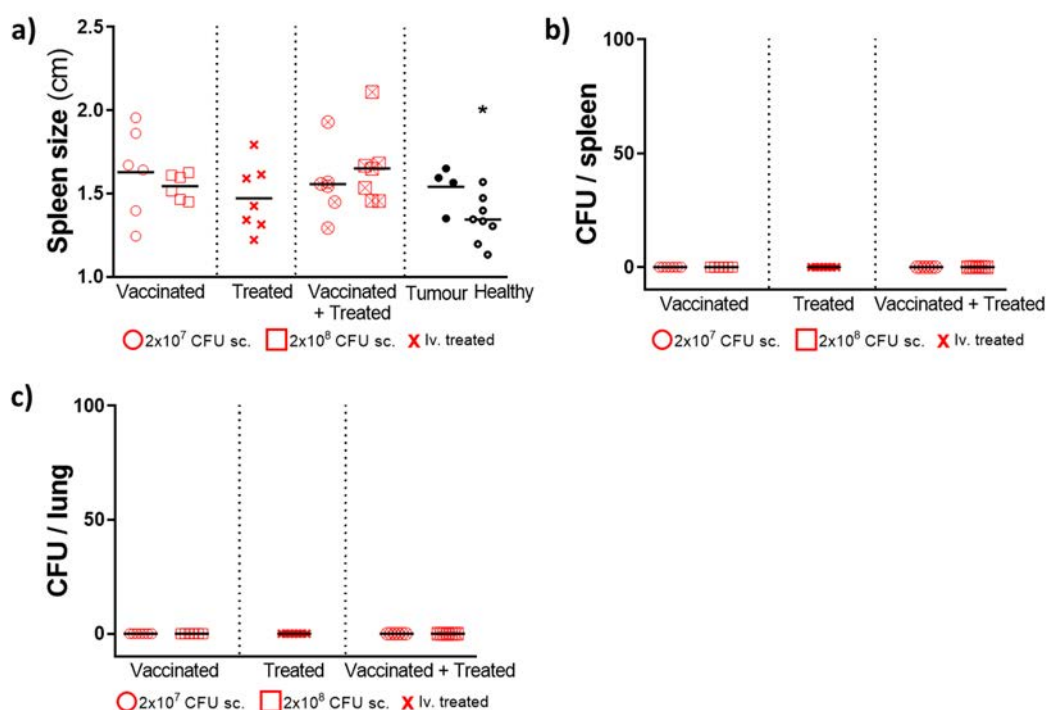 a)
Spleen size (cm)
2.5
2.0
1.5
1.0
*
Vaccinated
Treated
Vaccinated
+ Treated
Tumour Healthy
2x10⁷ CFU sc. 2x10⁸ CFU sc. x Iv. treated
b)
CFU / spleen
100
50
0
Vaccinated
Treated
Vaccinated + Treated
2x10⁷ CFU sc. 2x10⁸ CFU sc. x Iv. treated
c)
CFU / lung
100
50
0
Vaccinated
Treated
Vaccinated + Treated
2x10⁷ CFU sc. 2x10⁸ CFU sc. x Iv. treated